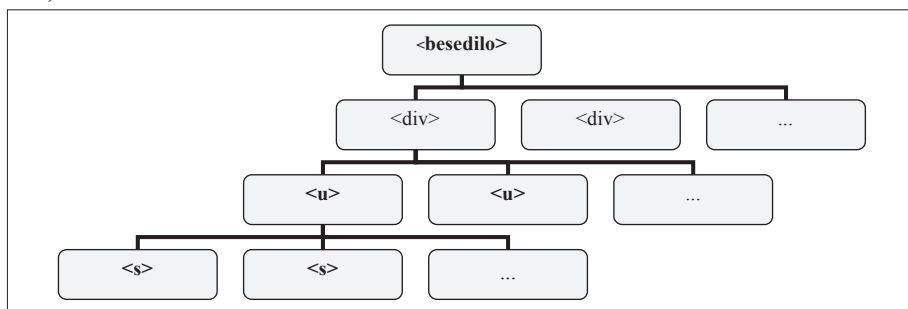 <besedilo>
<div> <div> ...
<u> <u> ...
<s> <s> ...